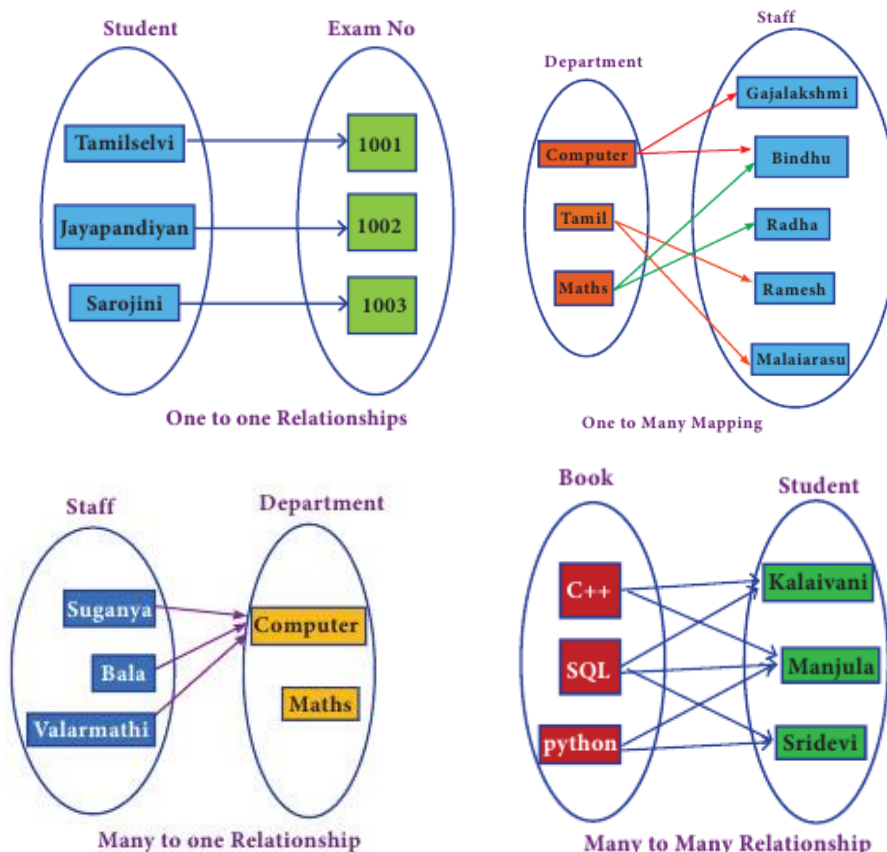 Student
Exam No
Tamilselvi
1001
Jayapandiyan
1002
Sarojini
1003
One to one Relationships
Staff
Department
Gajalakshmi
Computer
Bindhu
Tamil
Radha
Maths
Ramesh
Malaiarasu
One to Many Mapping
Staff
Department
Suganya
Computer
Bala
Maths
Valarmathi
Many to one Relationship
Book
Student
C++
Kalaivani
SQL
Manjula
python
Sridevi
Many to Many Relationship